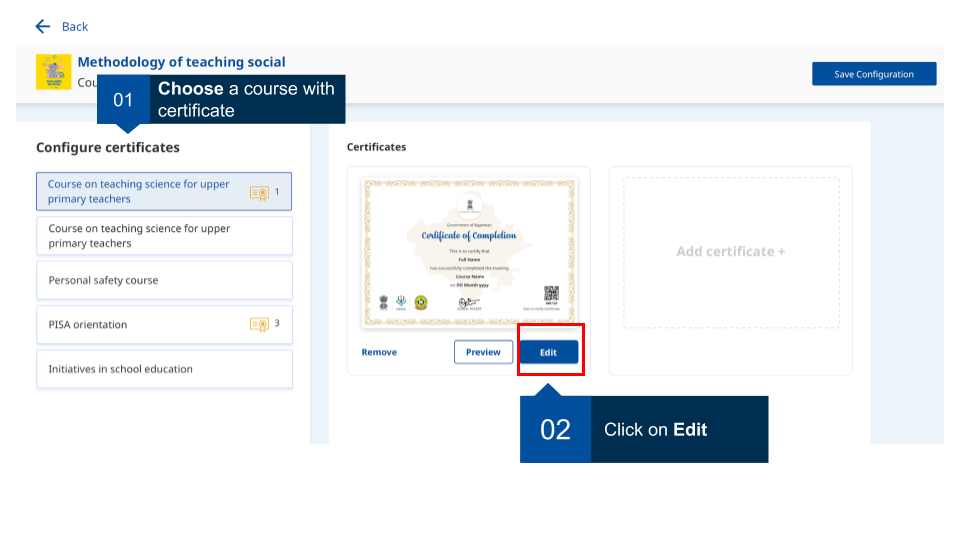 Back
Methodology of teaching social
Cou
01
Choose a course with
certificate
Save Configuration
Configure certificates
Course on teaching science for upper
primary teachers
1
Course on teaching science for upper
primary teachers
Personal safety course
PISA orientation
3
Initiatives in school education
Certificates
Government of Rajasthan
Certificate of Completion
This is to certify that
Full Name
has successfully completed the training
Course Name
on DD Month yyyy
Scan to Verify Certificate
Remove
Preview
Edit
Add certificate +
02
Click on Edit